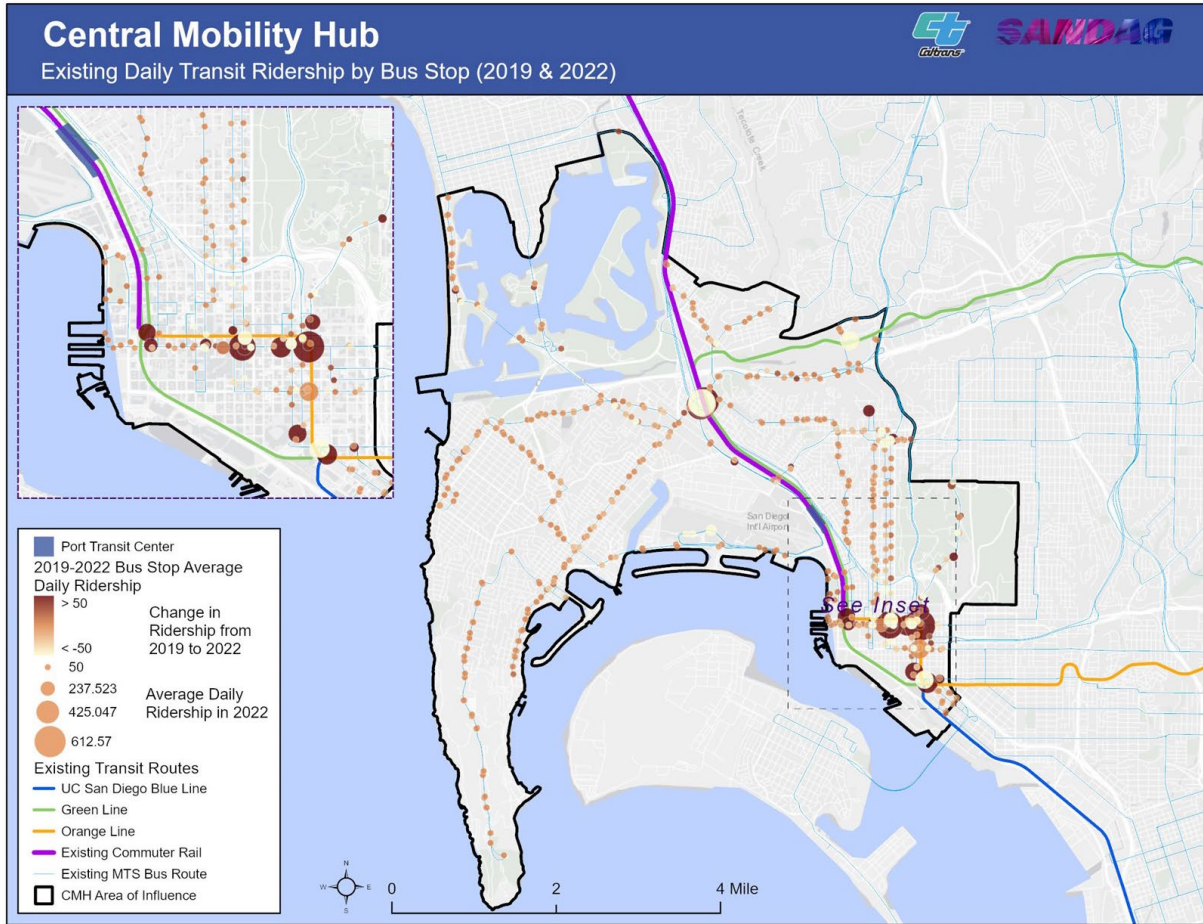 Central Mobility Hub
Existing Daily Transit Ridership by Bus Stop (2019 & 2022)
Caltrans
SANDAG
Tecolote Creek
San Diego
Int'l Airport
See Inset
Port Transit Center
2019-2022 Bus Stop Average
Daily Ridership
> 50
< -50
Change in
Ridership from
2019 to 2022
50
237.523
425.047
612.57
Average Daily
Ridership in 2022
Existing Transit Routes
UC San Diego Blue Line
Green Line
Orange Line
Existing Commuter Rail
Existing MTS Bus Route
CMH Area of Influence
N
W
E
S
0
2
4 Mile